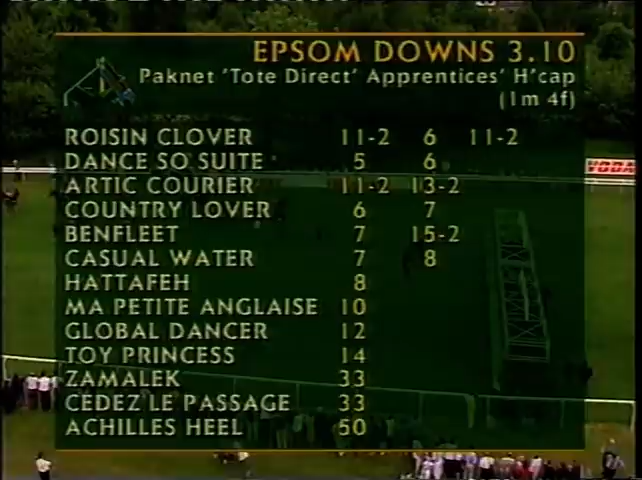 EPSOM DOWNS 3.10
Paknet 'Tote Direct' Apprentices' H'cap
(1m 4f)
ROISIN CLOVER 11-2 6 11-2
DANCE SO SUITE 5 6
ARTIC COURIER 11-2 13-2
COUNTRY LOVER 6 7
BENFLEET 7 15-2
CASUAL WATER 7 8
HATTAFEH 8
MA PETITE ANGLAISE 10
GLOBAL DANCER 12
TOY PRINCESS 14
ZAMALEK 33
CEDEZ LE PASSAGE 33
ACHILLES HEEL 50